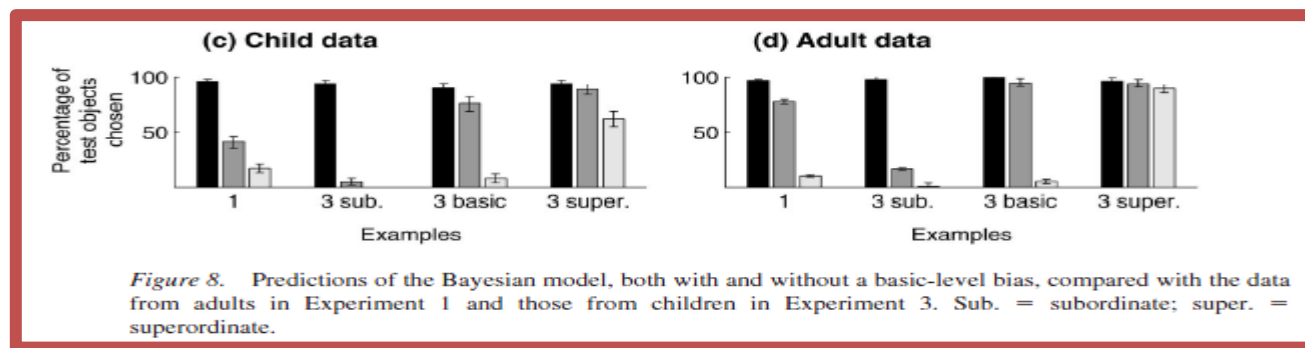 (c) Child data
(d) Adult data
Percentage of
test objects
chosen
100
50
1
3 sub.
3 basic
3 super.
Examples
100
50
1
3 sub.
3 basic
3 super.
Examples
Figure 8. Predictions of the Bayesian model, both with and without a basic-level bias, compared with the data
from adults in Experiment 1 and those from children in Experiment 3. Sub. = subordinate; super. =
superordinate.